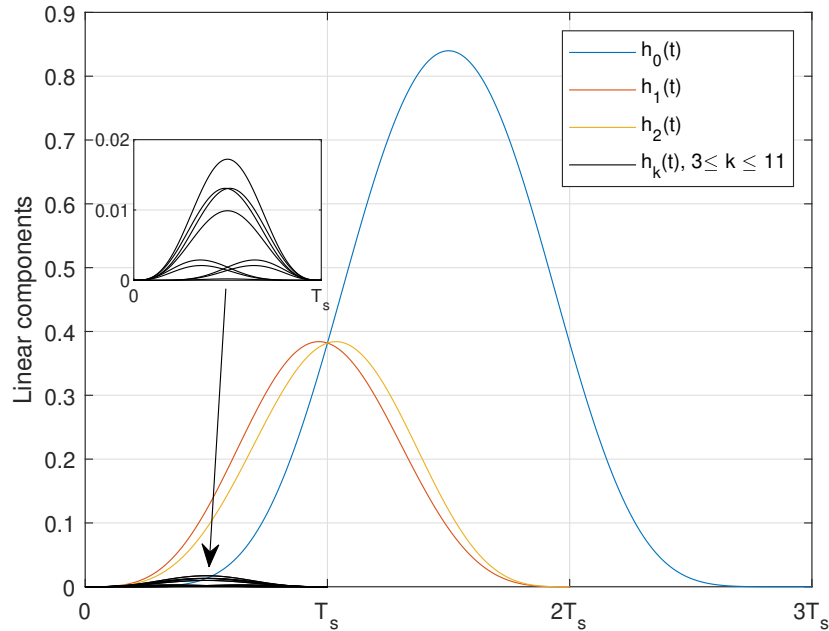 0.9
0.8
0.7
0.6
0.5
0.4
0.3
0.2
0.1
0
Linear components
0
T_s
2T_s
3T_s
h_0(t)
h_1(t)
h_2(t)
h_k(t), 3≤ k ≤ 11
0.02
0.01
0
0
T_s